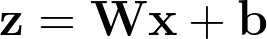 z = Wx + b